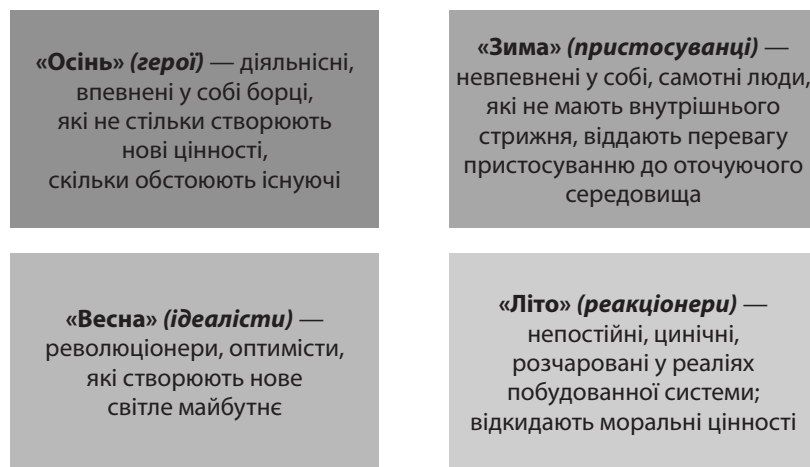 «Осінь» (герої) — діяльнісні,
впевнені у собі борці,
які не стільки створюють
нові цінності,
скільки обстоюють існуючі
«Зима» (пристосуванці) —
невпевнені у собі, самотні люди,
які не мають внутрішнього
стрижня, віддають перевагу
пристосуванню до оточуючого
середовища
«Весна» (ідеалісти) —
революціонери, оптимісти,
які створюють нове
світле майбутнє
«Літо» (реакціонери) —
непостійні, цинічні,
розчаровані у реаліях
побудованної системи;
відкидають моральні цінності